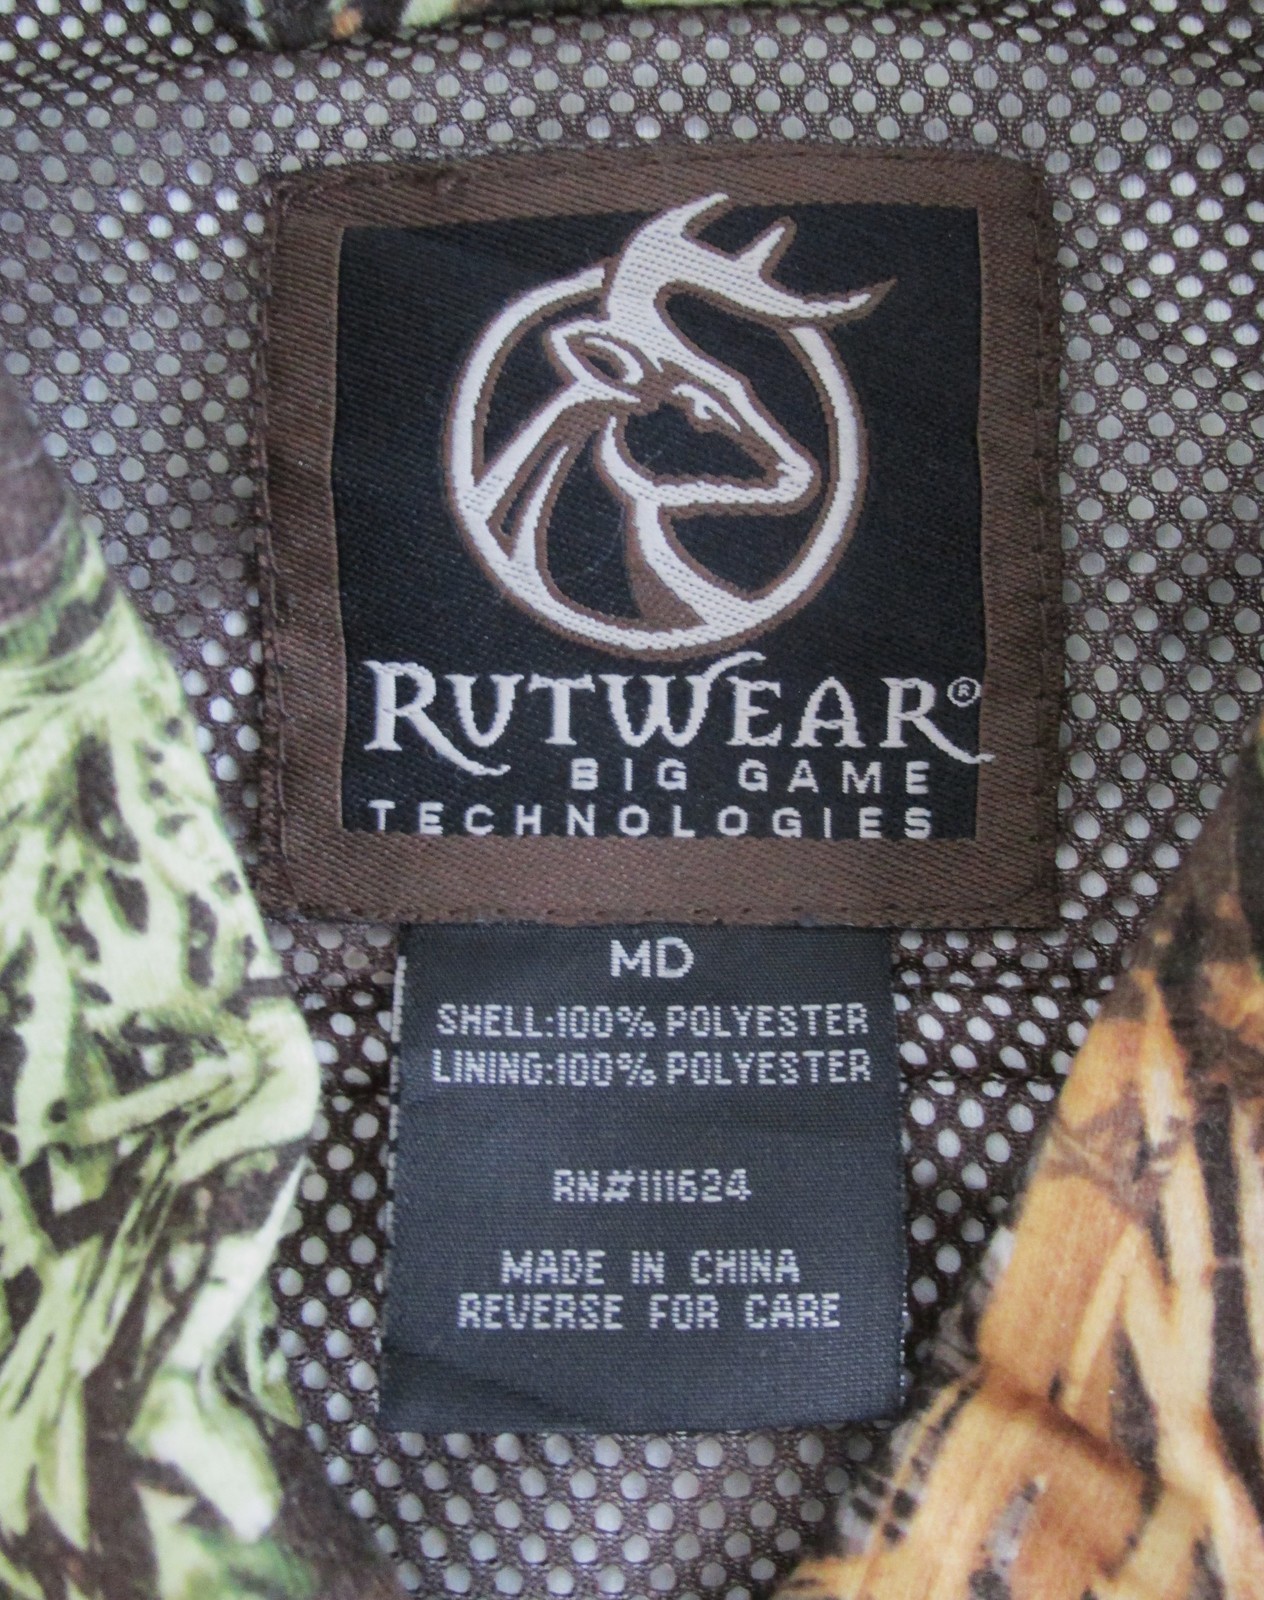 RUTWEAR®
BIG GAME
TECHNOLOGIES
MD
SHELL:100% POLYESTER
LINING:100% POLYESTER
RN#111624
MADE IN CHINA
REVERSE FOR CARE